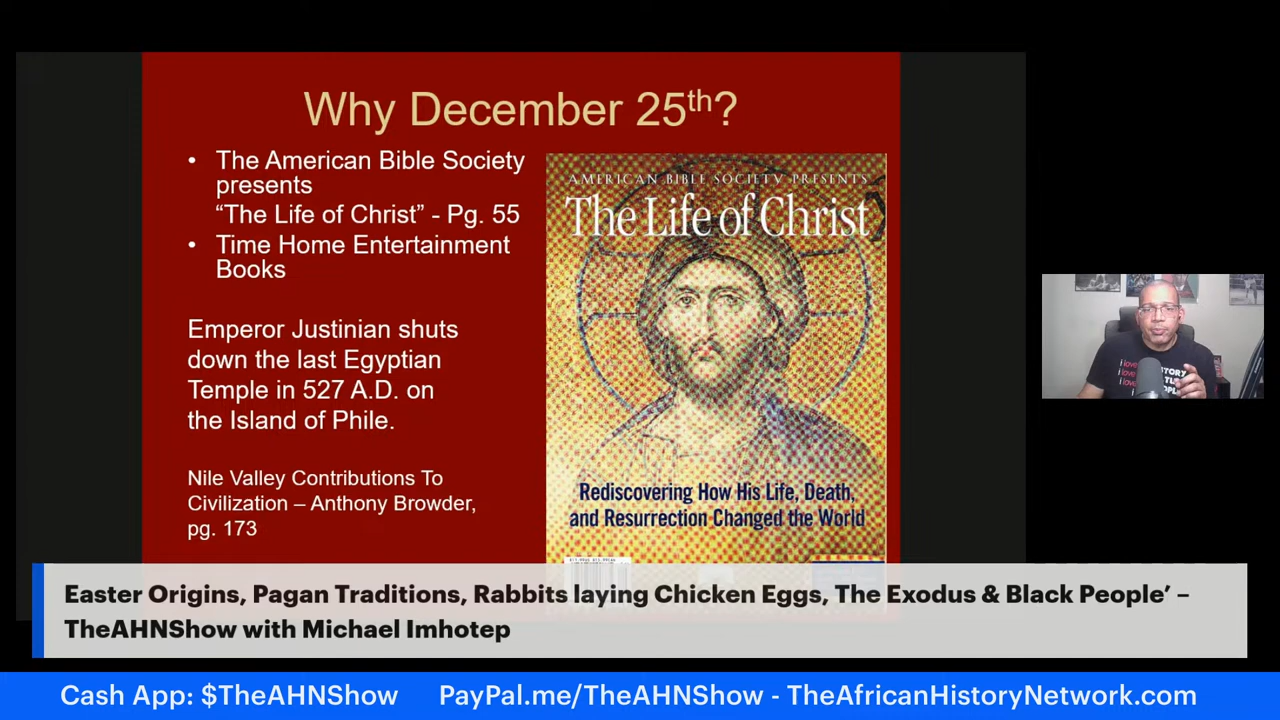 Why December 25th?
• The American Bible Society
presents
“The Life of Christ” - Pg. 55
• Time Home Entertainment
Books
Emperor Justinian shuts
down the last Egyptian
Temple in 527 A.D. on
the Island of Phile.
Nile Valley Contributions To
Civilization – Anthony Browder,
pg. 173
AMERICAN BIBLE SOCIETY PRESENTS
The Life of Christ
Rediscovering How His Life, Death,
and Resurrection Changed the World
Easter Origins, Pagan Traditions, Rabbits laying Chicken Eggs, The Exodus & Black People’ –
TheAHNShow with Michael Imhotep
Cash App: $TheAHNShow PayPal.me/TheAHNShow - TheAfricanHistoryNetwork.com